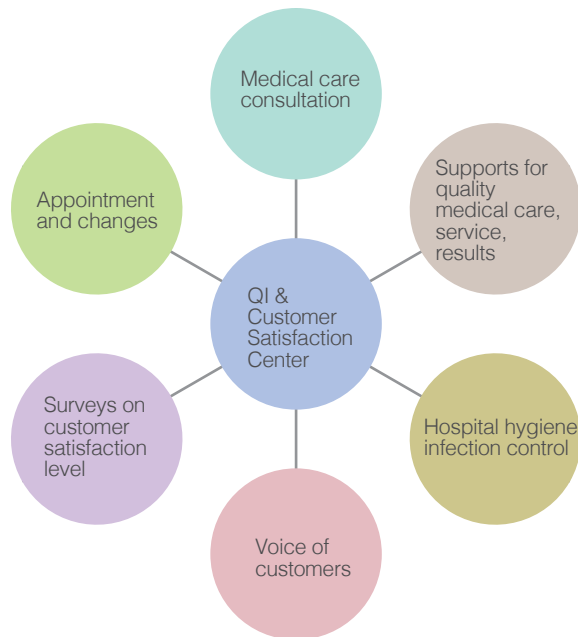 Medical care
consultation
Appointment
and changes
Supports for
quality
medical care,
service,
results
QI &
Customer
Satisfaction
Center
Surveys on
customer
satisfaction
level
Hospital hygiene
infection control
Voice of
customers